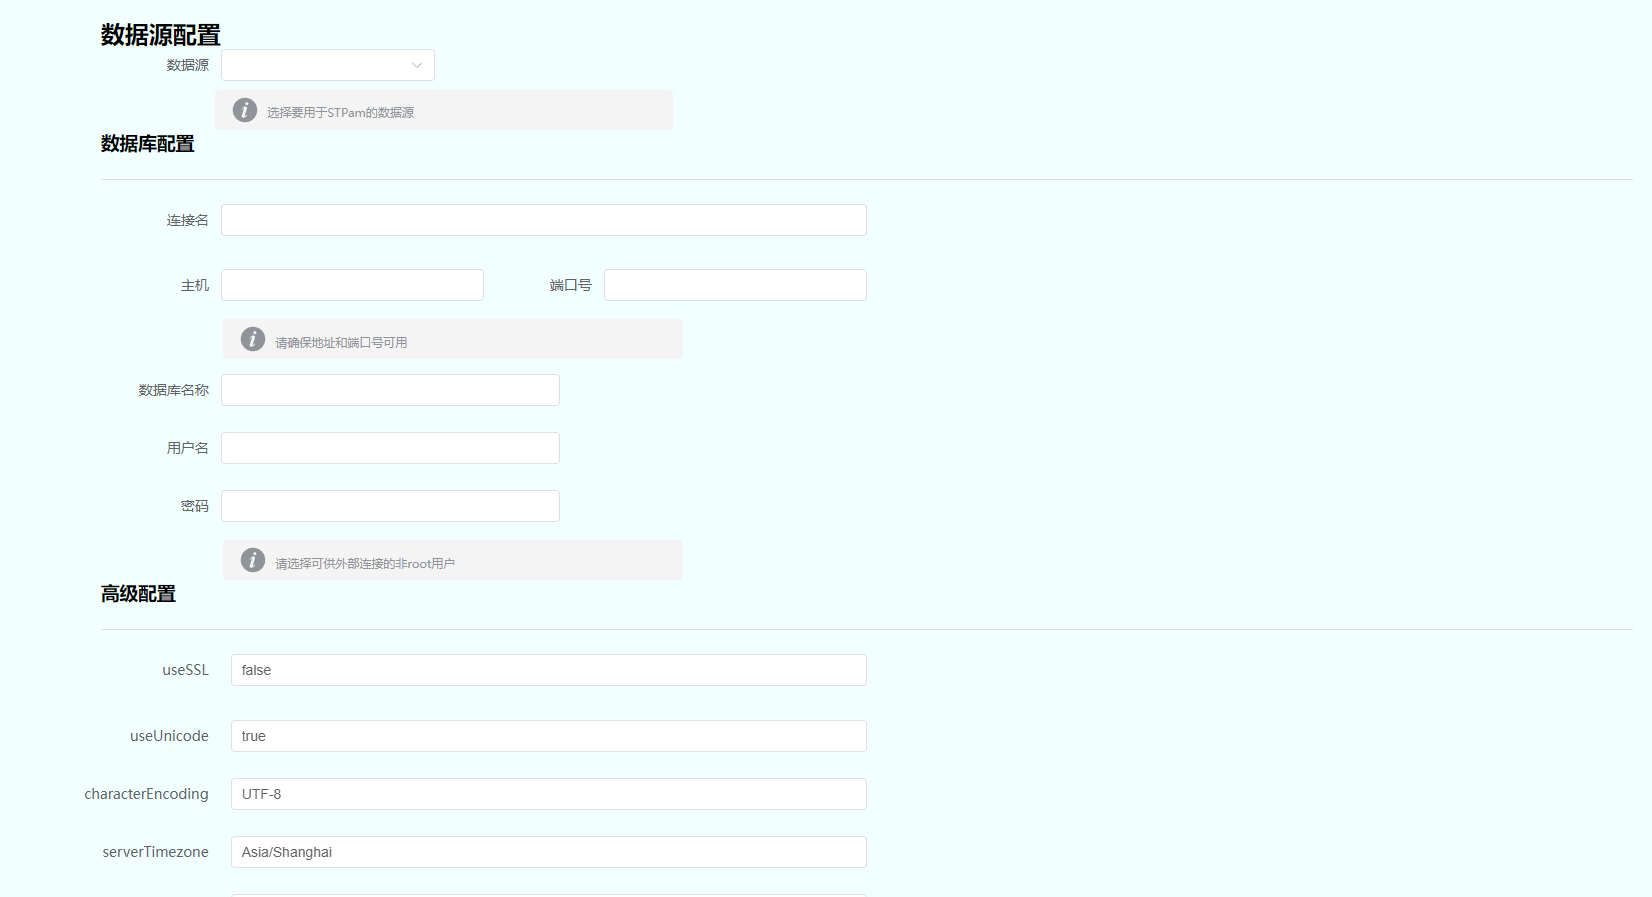 数据源配置
数据源
选择要用于STPam的数据源
数据库配置
连接名
主机 端口号
请确保地址和端口号可用
数据库名称
用户名
密码
请选择可供外部连接的非root用户
高级配置
useSSL false
useUnicode true
characterEncoding UTF-8
serverTimezone Asia/Shanghai